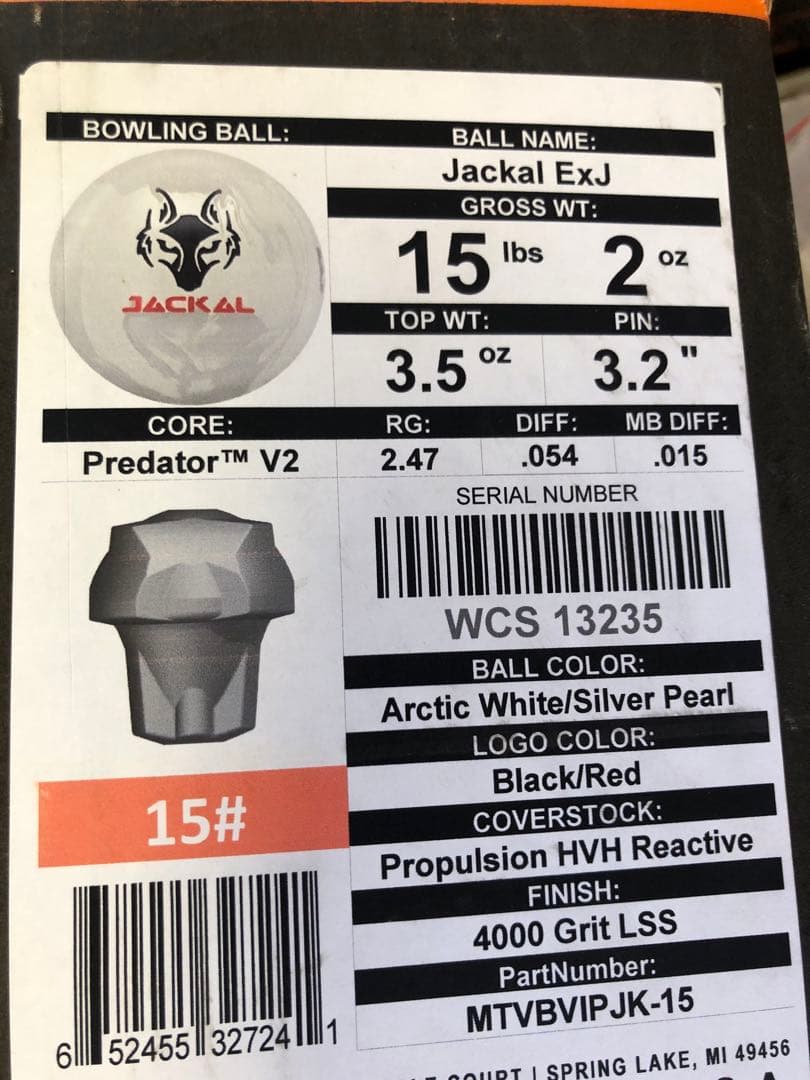 BOWLING BALL:
JACKAL
BALL NAME:
Jackal ExJ
GROSS WT:
15 lbs 2 oz
TOP WT: PIN:
3.5 oz 3.2"
CORE: RG: DIFF: MB DIFF:
Predator™ V2 2.47 .054 .015
SERIAL NUMBER
WCS 13235
BALL COLOR:
Arctic White/Silver Pearl
LOGO COLOR:
Black/Red
COVERSTOCK:
Propulsion HVH Reactive
FINISH:
4000 Grit LSS
PartNumber:
MTVBVIPJK-15
15#
6 52455 32724 1
COURT | SPRING LAKE, MI 49456